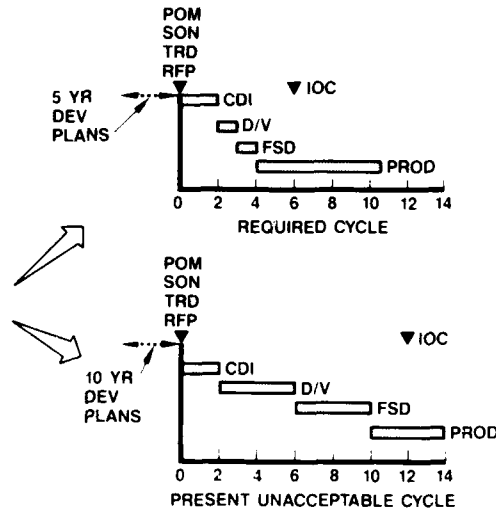 POM
SON
TRD
RFP
5 YR
DEV
PLANS
IOC
CDI
D/V
FSD
PROD
0 2 4 6 8 10 12 14
REQUIRED CYCLE
POM
SON
TRD
RFP
10 YR
DEV
PLANS
IOC
CDI
D/V
FSD
PROD
0 2 4 6 8 10 12 14
PRESENT UNACCEPTABLE CYCLE